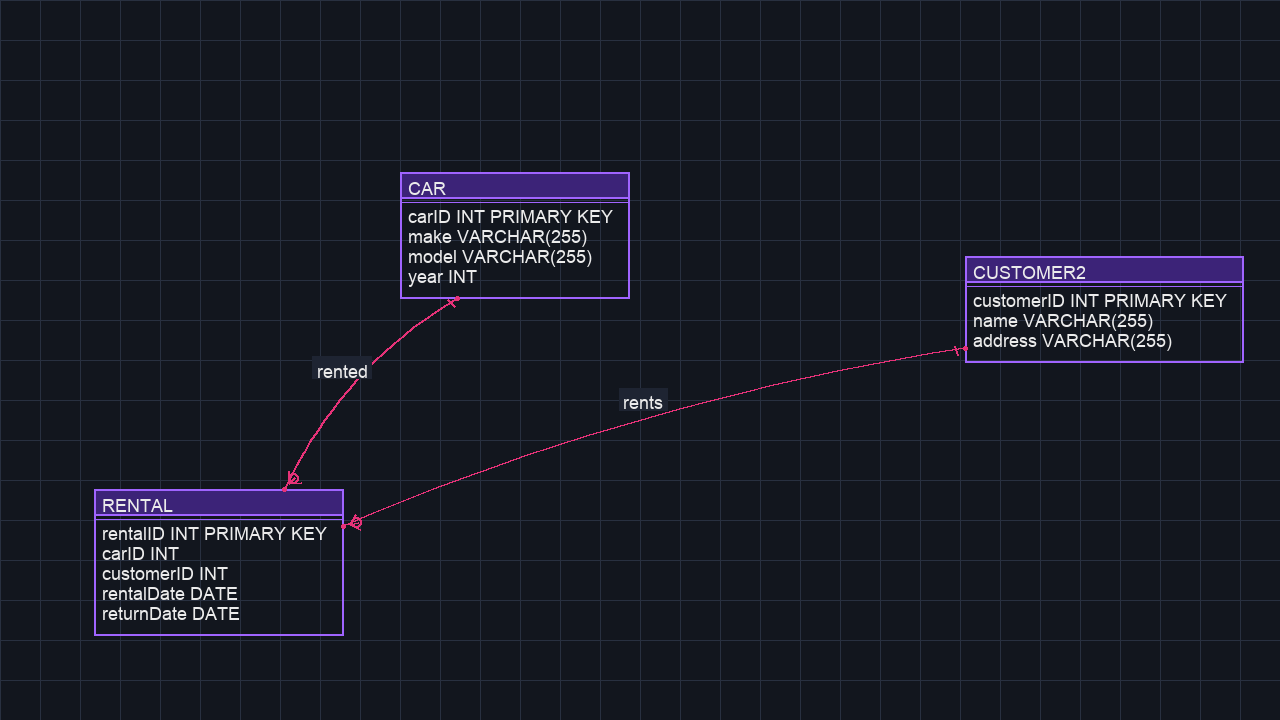 CAR
carID INT PRIMARY KEY
make VARCHAR(255)
model VARCHAR(255)
year INT
CUSTOMER2
customerID INT PRIMARY KEY
name VARCHAR(255)
address VARCHAR(255)
rented
rents
RENTAL
rentalID INT PRIMARY KEY
carID INT
customerID INT
rentalDate DATE
returnDate DATE